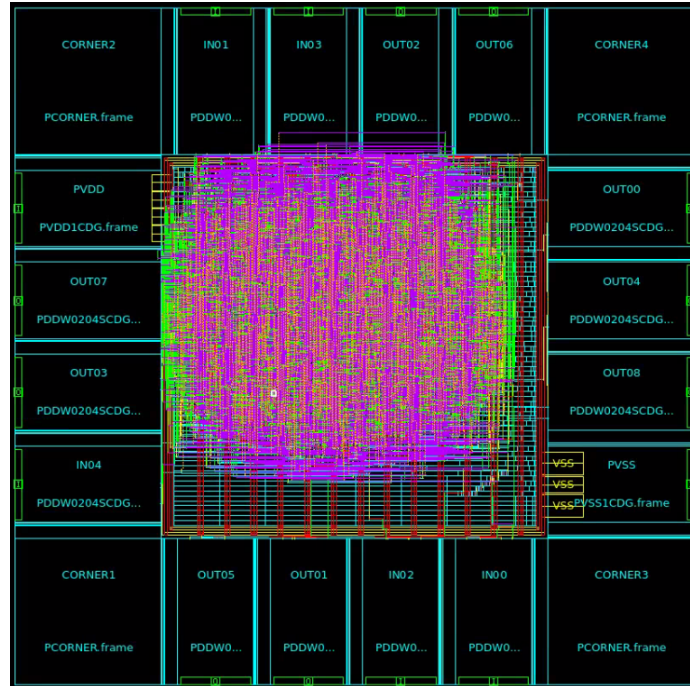 CORNER2
IN01
IN03
OUT02
OUT06
CORNER4
PCORNER.frame
PDDW0...
PDDW0...
PDDW0...
PDDW0...
PCORNER.frame
PVDD
OUT00
PVDD1CDG.frame
PDDW0204SCDG...
OUT07
OUT04
PDDW0204SCDG...
PDDW0204SCDG...
OUT03
OUT08
PDDW0204SCDG...
PDDW0204SCDG...
IN04
VSS
PVSS
VSS
PDDW0204SCDG...
VSS
PVSS1CDG.frame
CORNER1
OUT05
OUT01
IN02
IN00
CORNER3
PCORNER.frame
PDDW0...
PDDW0...
PDDW0...
PDDW0...
PCORNER.frame